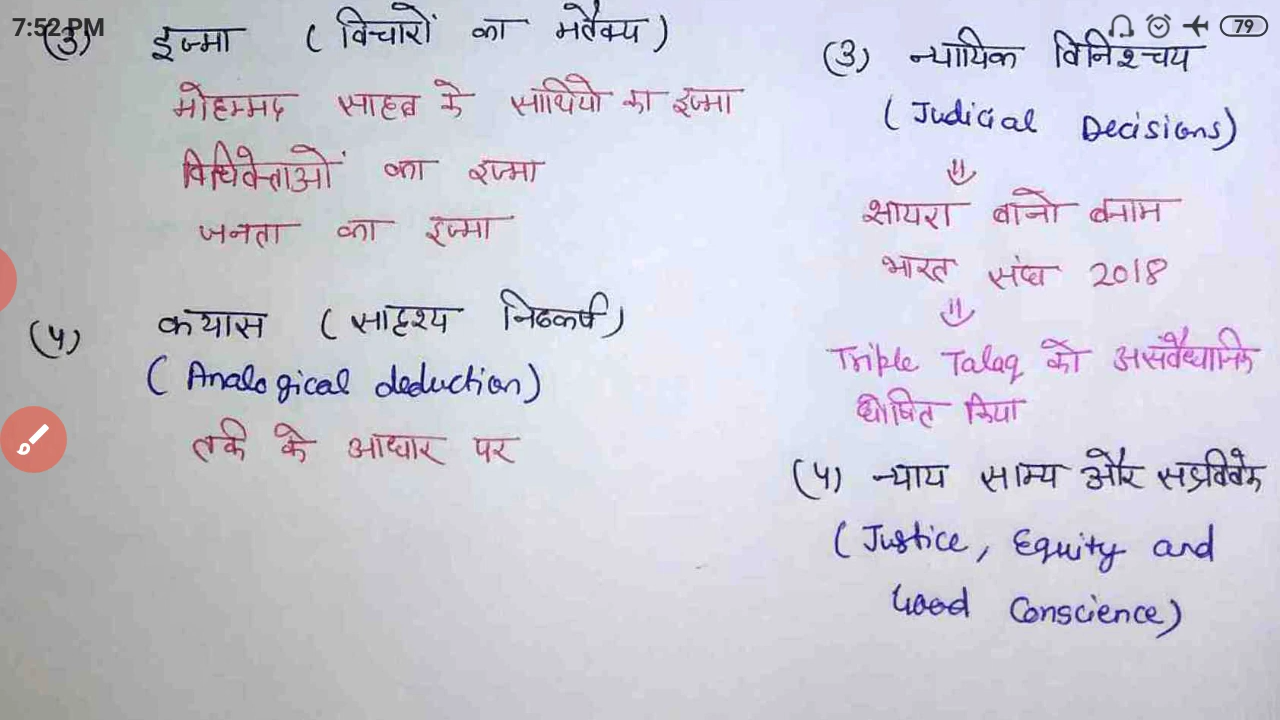 7:52 PM
79
(3) इज्मा ( विचारों का मतैक्य )
मोहम्मद साहब के साथियो का इज्मा
विधिवेत्ताओं का इज्मा
जनता का इज्मा
(4) कयास ( सादृश्य निष्कर्ष )
( Analogical deduction)
तर्क के आधार पर
(3) न्यायिक विनिश्चय
( Judicial Decisions)
सायरा बानो बनाम
भारत संघ 2018
Triple Talaq को असंवैधानिक
घोषित किया
(4) न्याय साम्य और सद्विवेक
( Justice, Equity and
Good Conscience)